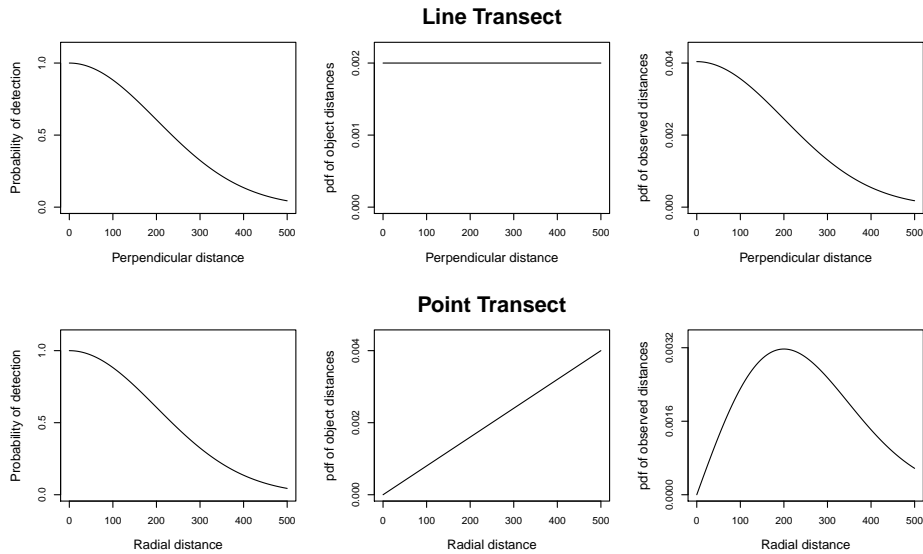 Line Transect
Probability of detection
0.0 0.5 1.0
0 100 200 300 400 500
Perpendicular distance
pdf of object distances
0.000 0.001 0.002
0 100 200 300 400 500
Perpendicular distance
pdf of observed distances
0.000 0.002 0.004
0 100 200 300 400 500
Perpendicular distance
Point Transect
Probability of detection
0.0 0.5 1.0
0 100 200 300 400 500
Radial distance
pdf of object distances
0.000 0.002 0.004
0 100 200 300 400 500
Radial distance
pdf of observed distances
0.0000 0.0016 0.0032
0 100 200 300 400 500
Radial distance